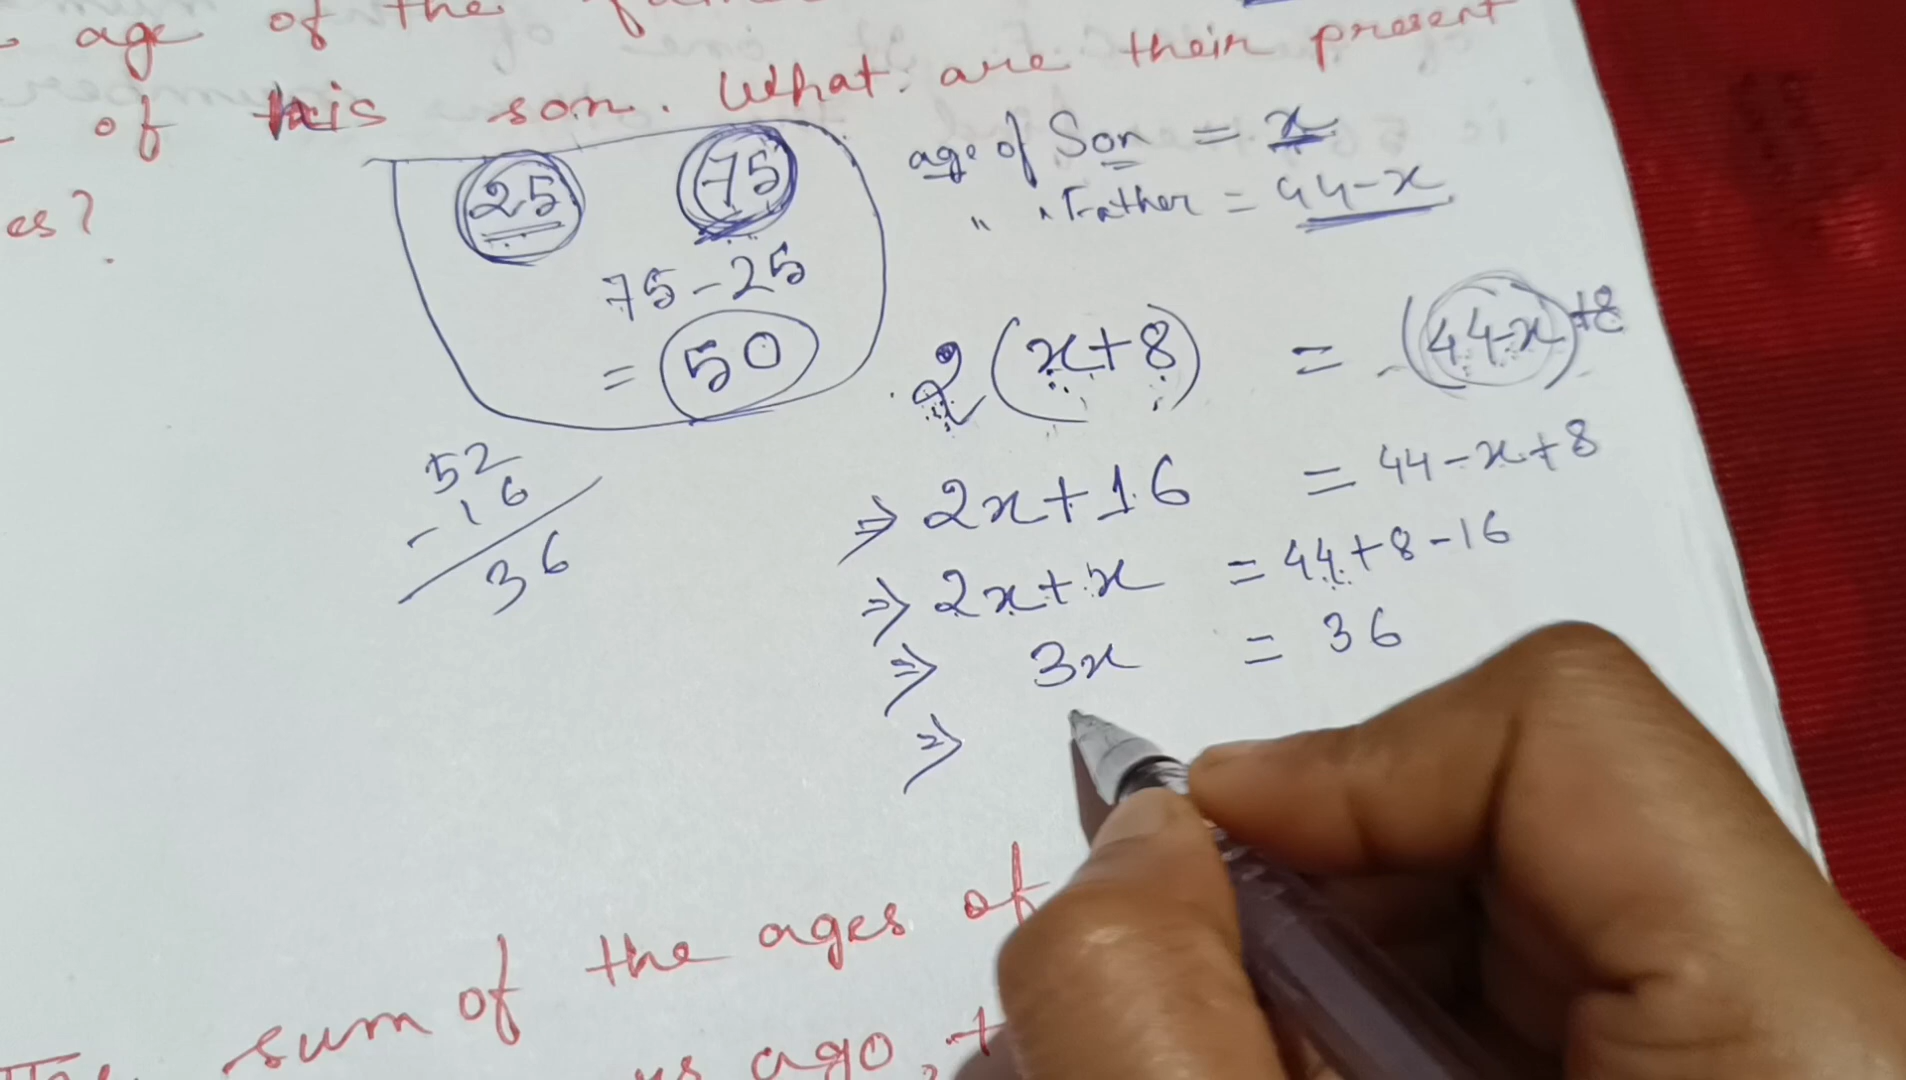 age of the
of his son. What are their present
es?
25 75
75-25
= 50
52
-16
36
age of Son = x
" " Father = 44-x
2(x+8) = (44-x)+8
⇒ 2x+16 = 44-x+8
⇒ 2x+x = 44+8-16
⇒ 3x = 36
⇒
sum of the ages of
ago,